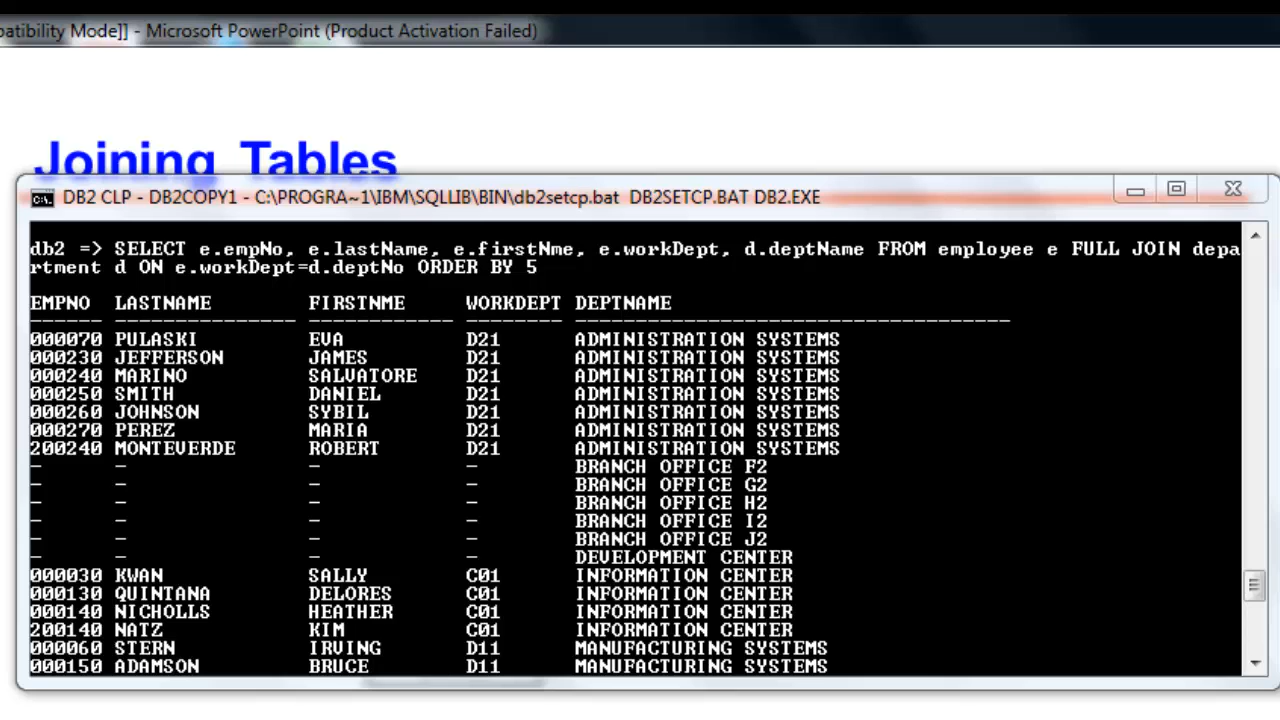 patibility Mode]] - Microsoft PowerPoint (Product Activation Failed)
Joining Tables
DB2 CLP - DB2COPY1 - C:\PROGRA~1\IBM\SQLLIB\BIN\db2setcp.bat DB2SETCP.BAT DB2.EXE
db2 => SELECT e.empNo, e.lastName, e.firstNme, e.workDept, d.deptName FROM employee e FULL JOIN depa
rtment d ON e.workDept=d.deptNo ORDER BY 5
EMPNO LASTNAME FIRSTNME WORKDEPT DEPTNAME
------ --------------- ------------ -------- ------------------------------------
000070 PULASKI EVA D21 ADMINISTRATION SYSTEMS
000230 JEFFERSON JAMES D21 ADMINISTRATION SYSTEMS
000240 MARINO SALVATORE D21 ADMINISTRATION SYSTEMS
000250 SMITH DANIEL D21 ADMINISTRATION SYSTEMS
000260 JOHNSON SYBIL D21 ADMINISTRATION SYSTEMS
000270 PEREZ MARIA D21 ADMINISTRATION SYSTEMS
200240 MONTEVERDE ROBERT D21 ADMINISTRATION SYSTEMS
- - - - BRANCH OFFICE F2
- - - - BRANCH OFFICE G2
- - - - BRANCH OFFICE H2
- - - - BRANCH OFFICE I2
- - - - BRANCH OFFICE J2
- - - - DEVELOPMENT CENTER
000030 KWAN SALLY C01 INFORMATION CENTER
000130 QUINTANA DELORES C01 INFORMATION CENTER
000140 NICHOLLS HEATHER C01 INFORMATION CENTER
200140 NATZ KIM C01 INFORMATION CENTER
000060 STERN IRVING D11 MANUFACTURING SYSTEMS
000150 ADAMSON BRUCE D11 MANUFACTURING SYSTEMS